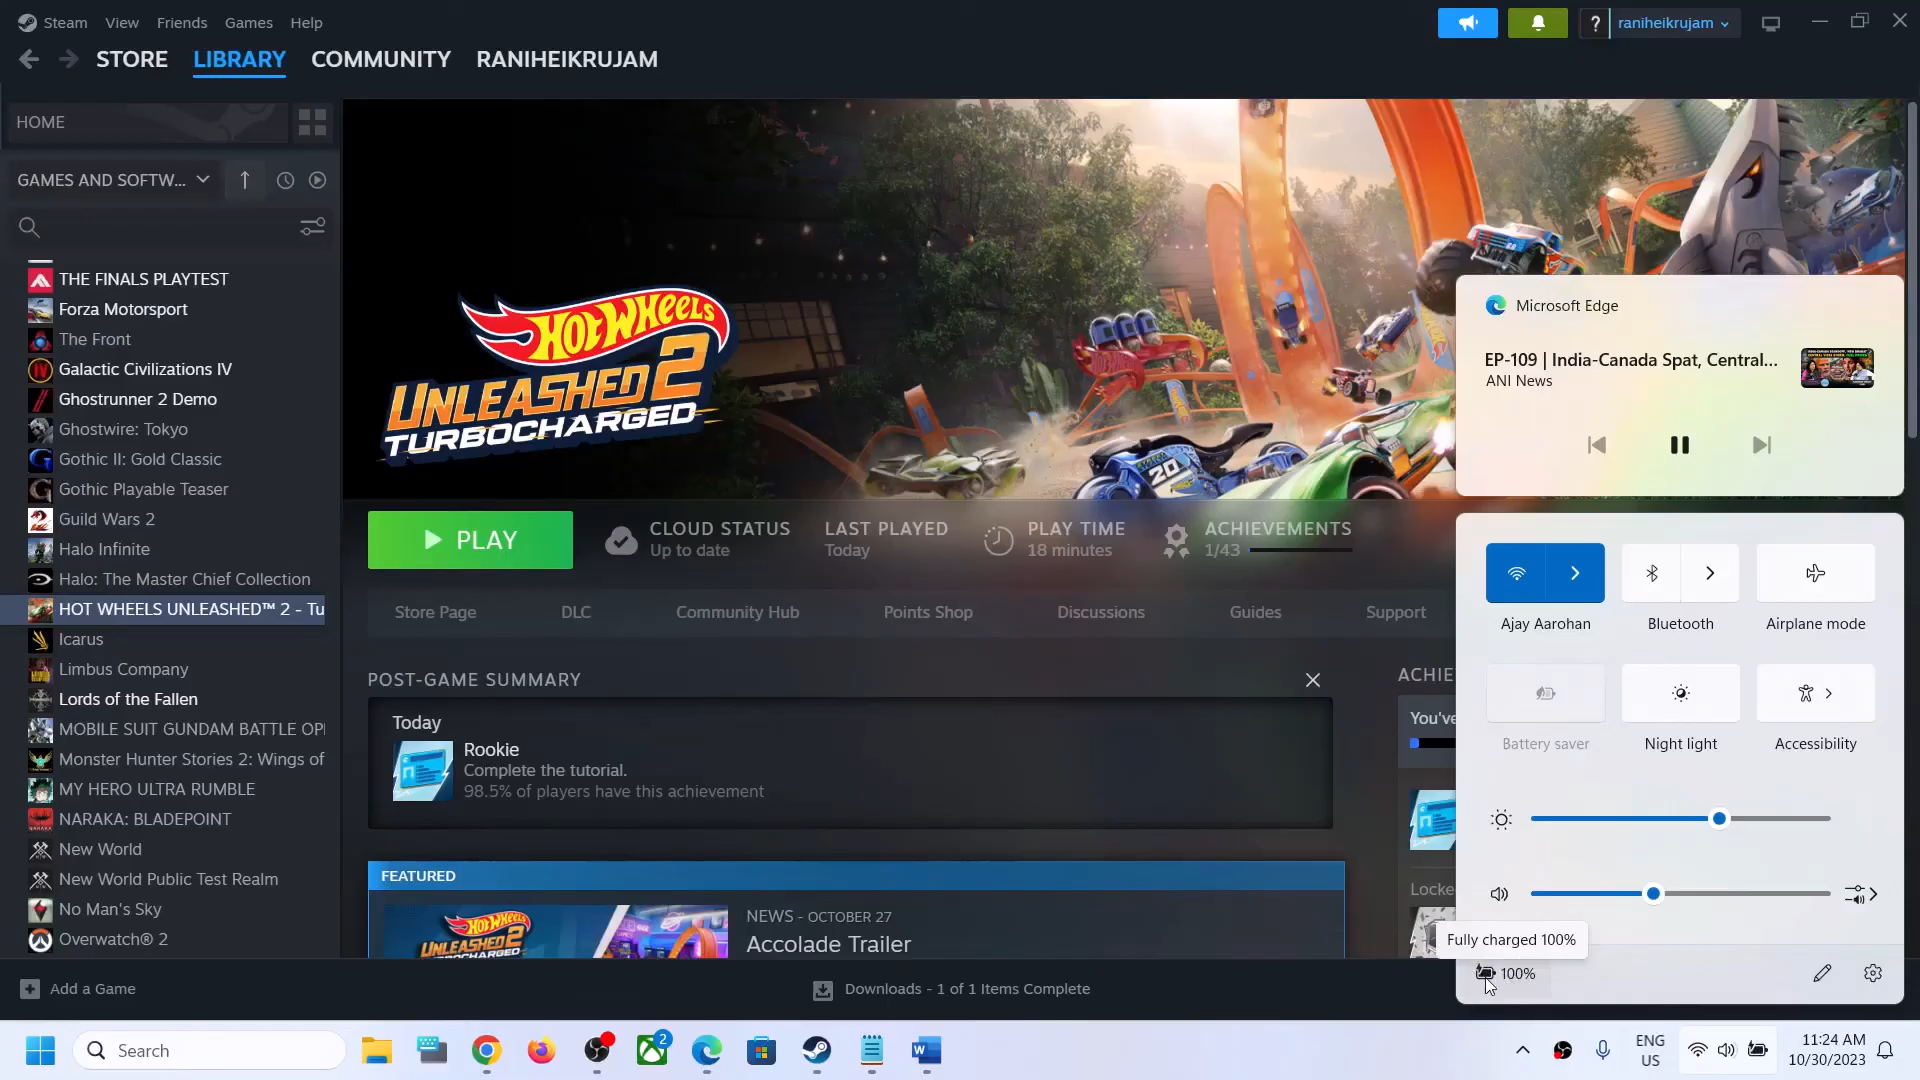 Steam View Friends Games Help
raniheikrujam
STORE LIBRARY COMMUNITY RANIHEIKRUJAM
HOME
GAMES AND SOFTW...
THE FINALS PLAYTEST
Forza Motorsport
The Front
Galactic Civilizations IV
Ghostrunner 2 Demo
Ghostwire: Tokyo
Gothic II: Gold Classic
Gothic Playable Teaser
Guild Wars 2
Halo Infinite
Halo: The Master Chief Collection
HOT WHEELS UNLEASHED™ 2 - Tu
Icarus
Limbus Company
Lords of the Fallen
MOBILE SUIT GUNDAM BATTLE OPI
Monster Hunter Stories 2: Wings of
MY HERO ULTRA RUMBLE
NARAKA: BLADEPOINT
New World
New World Public Test Realm
No Man's Sky
Overwatch® 2
Add a Game
HOT WHEELS
UNLEASHED 2
TURBOCHARGED
20
PLAY
CLOUD STATUS
Up to date
LAST PLAYED
Today
PLAY TIME
18 minutes
ACHIEVEMENTS
1/43
Store Page DLC Community Hub Points Shop Discussions Guides Support
POST-GAME SUMMARY
Today
Rookie
Complete the tutorial.
98.5% of players have this achievement
FEATURED
HOT WHEELS
UNLEASHED 2
NEWS - OCTOBER 27
Accolade Trailer
ACHIE
You've
Locke
Downloads - 1 of 1 Items Complete
Microsoft Edge
EP-109 | India-Canada Spat, Central...
ANI News
Ajay Aarohan
Bluetooth
Airplane mode
Battery saver
Night light
Accessibility
Fully charged 100%
100%
Search
2
ENG
US
11:24 AM
10/30/2023